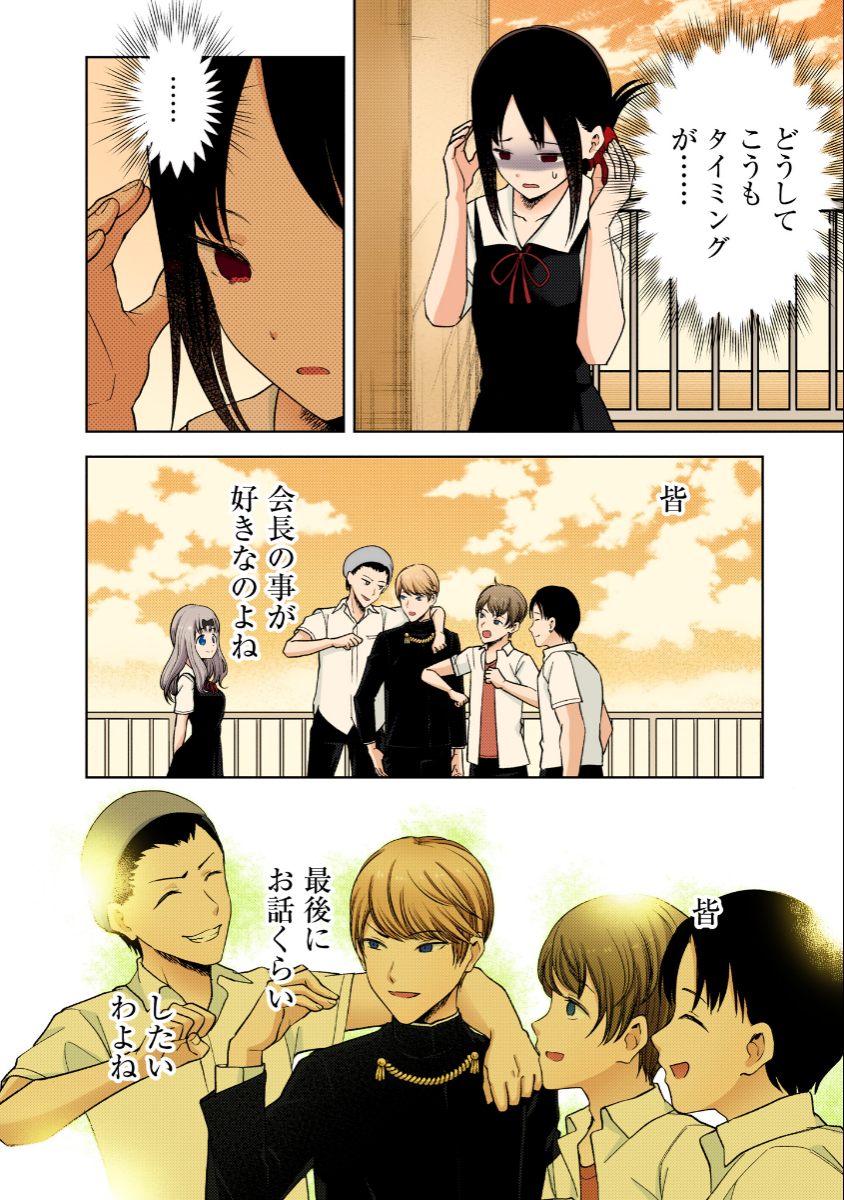 どうして
こうも
タイミング
が……
……
皆
会長の事が
好きなのよね
皆
最後に
お話くらい
したい
わよね